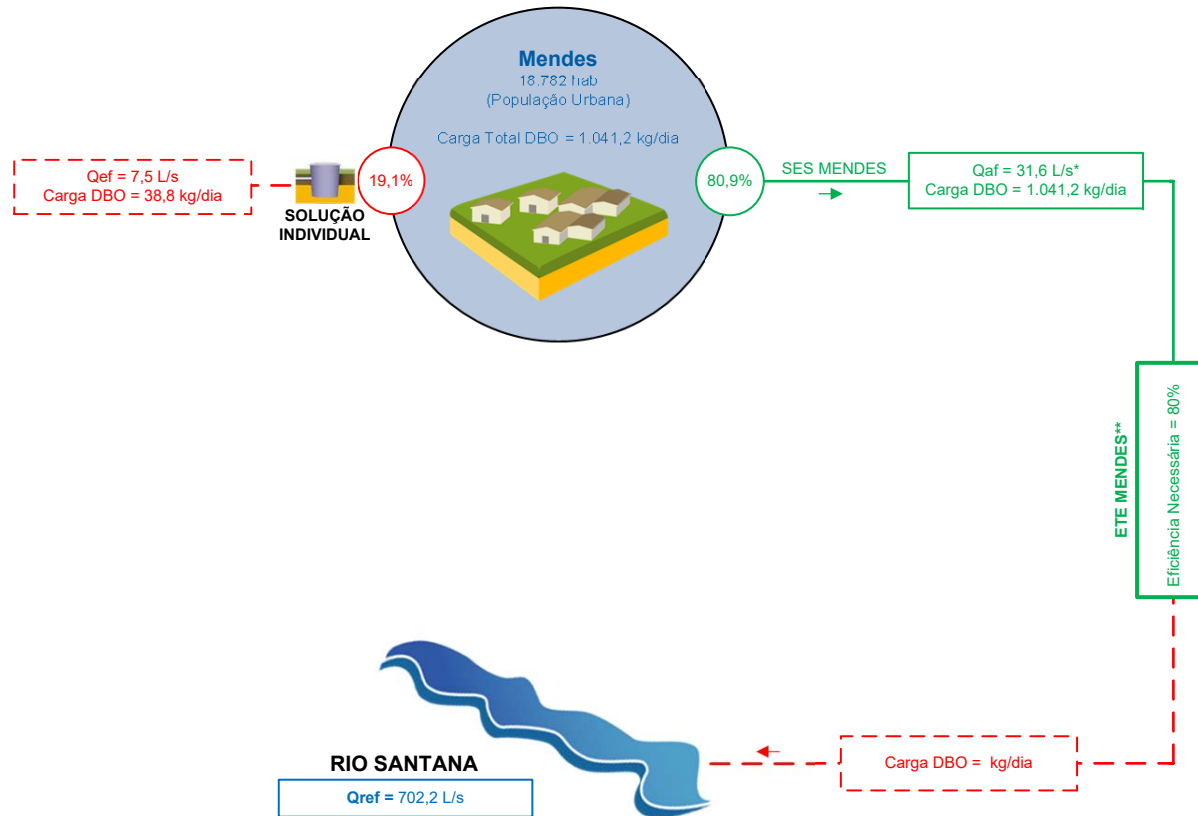 Mendes
18.782 hab
(População Urbana)
Carga Total DBO = 1.041,2 kg/dia
Qef = 7,5 L/s
Carga DBO = 38,8 kg/dia
SOLUÇÃO
INDIVIDUAL
19,1%
80,9%
SES MENDES
Qaf = 31,6 L/s*
Carga DBO = 1.041,2 kg/dia
ETE MENDES**
Eficiência Necessária = 80%
RIO SANTANA
Qref = 702,2 L/s
Carga DBO = kg/dia